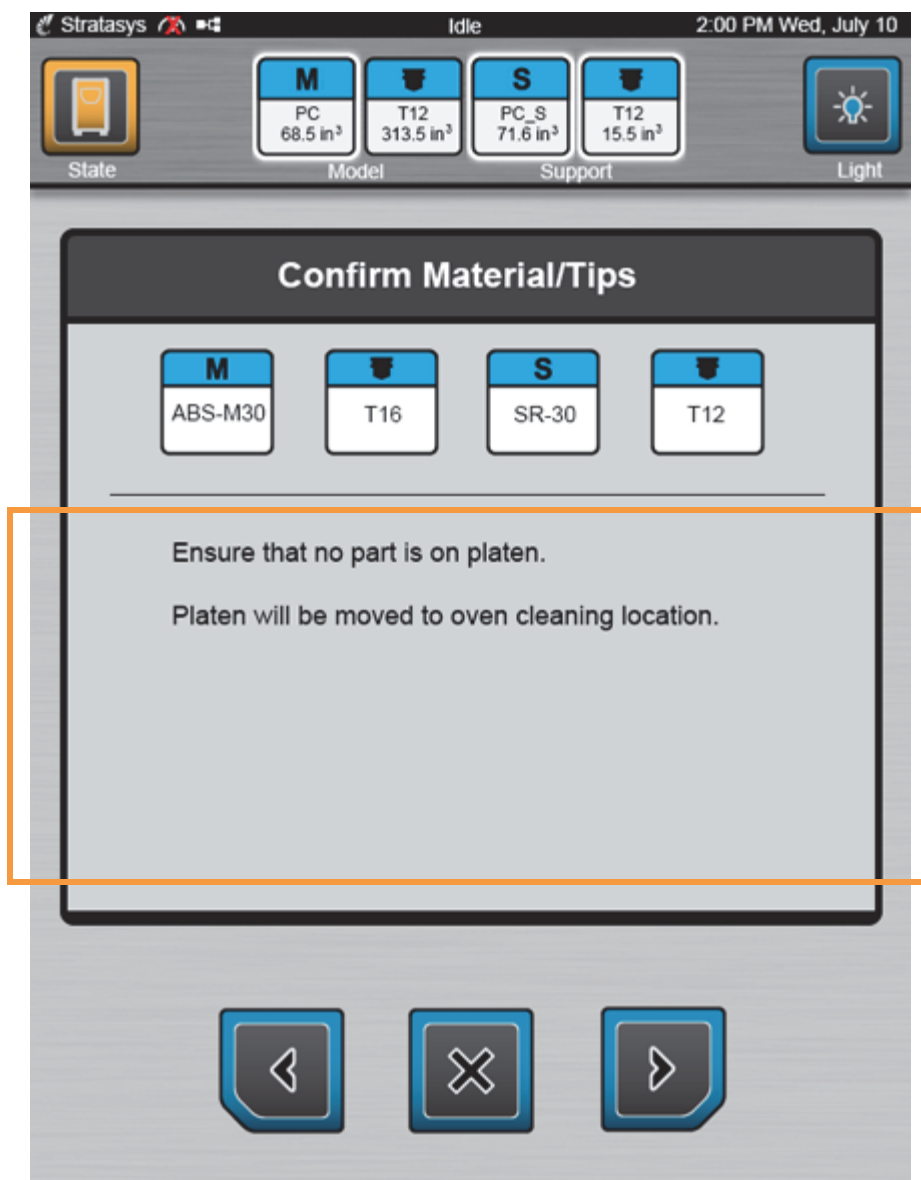 Stratasys Idle 2:00 PM Wed, July 10
M S
PC T12 PC_S T12
68.5 in³ 313.5 in³ 71.6 in³ 15.5 in³
State Model Support Light
Confirm Material/Tips
M S
ABS-M30 T16 SR-30 T12
Ensure that no part is on platen.
Platen will be moved to oven cleaning location.